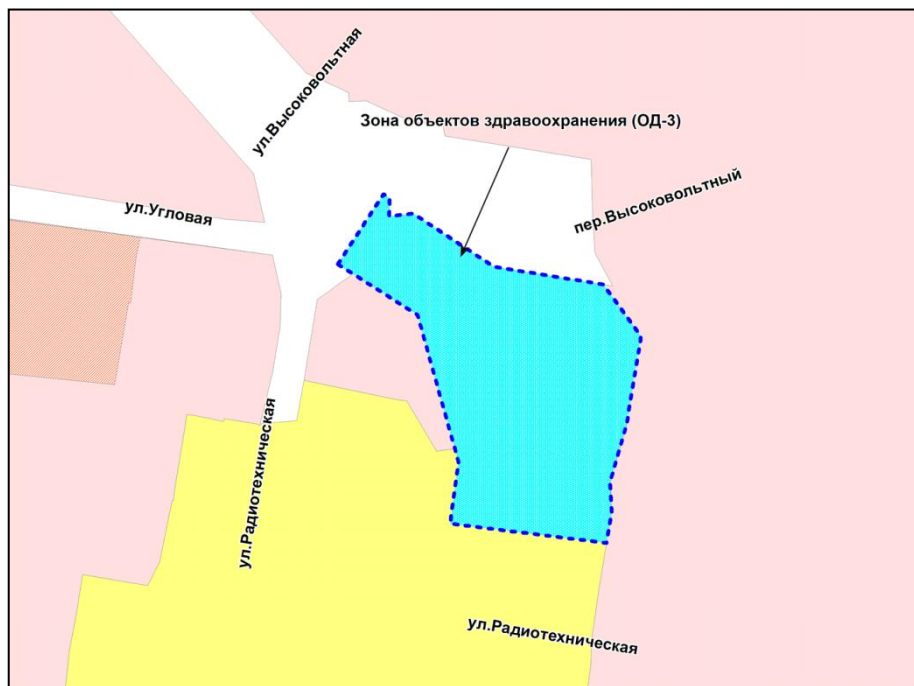 ул.Высоковольтная
Зона объектов здравоохранения (ОД-3)
пер.Высоковольтный
ул.Угловая
ул.Радиотехническая
ул.Радиотехническая